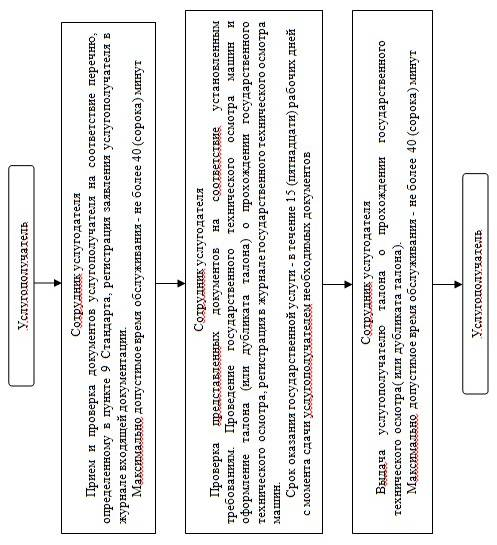 Услугополучатель
Сотрудник услугодателя
Прием и проверка документов услугополучателя на соответствие перечню,
определенному в пункте 9 Стандарта, регистрация заявления услугополучателя в
журнале входящей документации.
Максимально допустимое время обслуживания - не более 40 (сорока) минут
Сотрудник услугодателя
Проверка представленных документов на соответствие установленным
требованиям. Проведение государственного технического осмотра машин и
оформление талона (или дубликата талона) о прохождении государственного
технического осмотра, регистрация в журнале государственного технического осмотра
машин.
Срок оказания государственной услуги - в течение 15 (пятнадцати) рабочих дней
с момента сдачи услугополучателем необходимых документов
Сотрудник услугодателя
Выдача услугополучателю талона о прохождении государственного
технического осмотра( или дубликата талона).
Максимально допустимое время обслуживания - не более 40 (сорока) минут
Услугополучатель